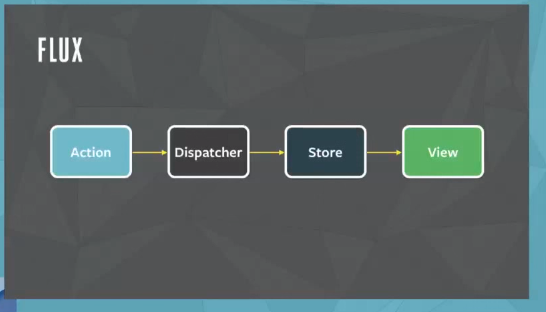 FLUX
Action
Dispatcher
Store
View